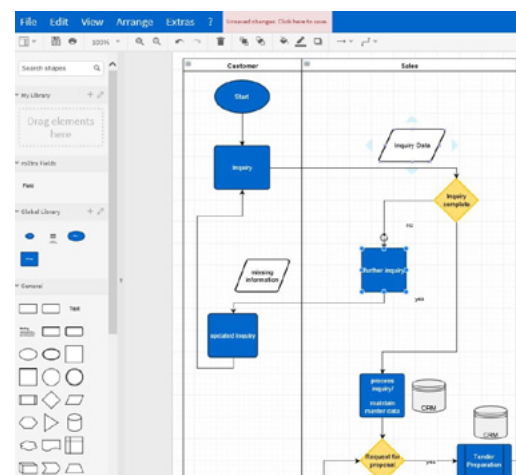 File Edit View Arrange Extras ? Unsaved changes. Click here to save.
100%
Search shapes
Customer
Sales
My Library
Drag elements
here
Start
Inquiry Data
Inquiry
Fields
Field
Global Library
Inquiry
complete
no
General
Text
missing
information
further inquiry
yes
updated inquiry
process
inquiry/
maintain
master data
CRM
CRM
Request for
proposal
yes
Tender
Preparation